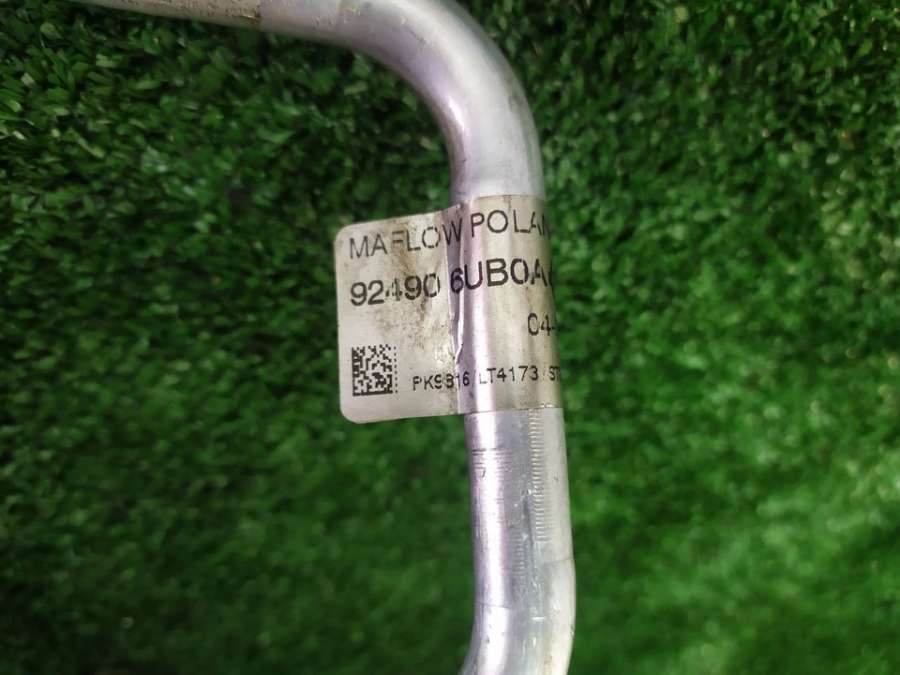 MAFLOW POLAN
92490 6UB0A
04-
PK9816/LT4173/ST